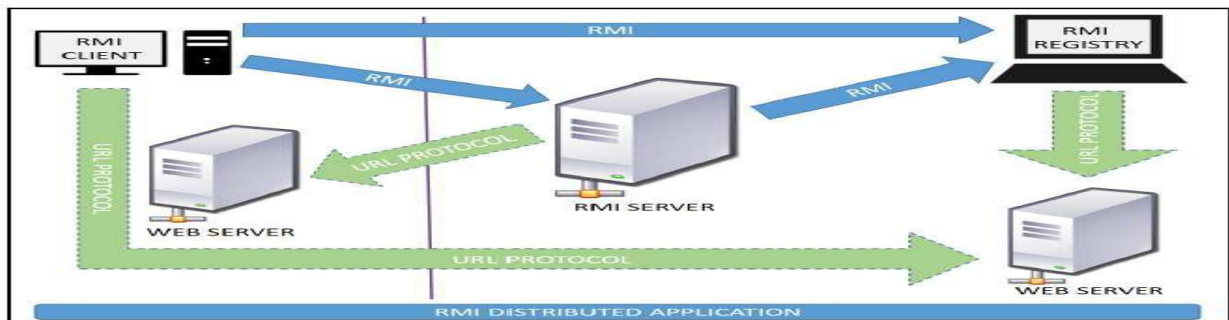 RMI
CLIENT
RMI
RMI
REGISTRY
RMI
RMI
URL PROTOCOL
URL PROTOCOL
URL PROTOCOL
RMI SERVER
WEB SERVER
URL PROTOCOL
WEB SERVER
RMI DISTRIBUTED APPLICATION